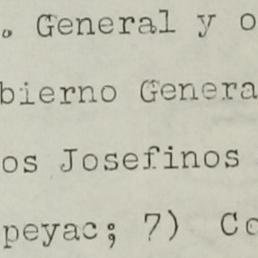 . General y o
bierno Genera
os Josefinos
peyac; 7) Co